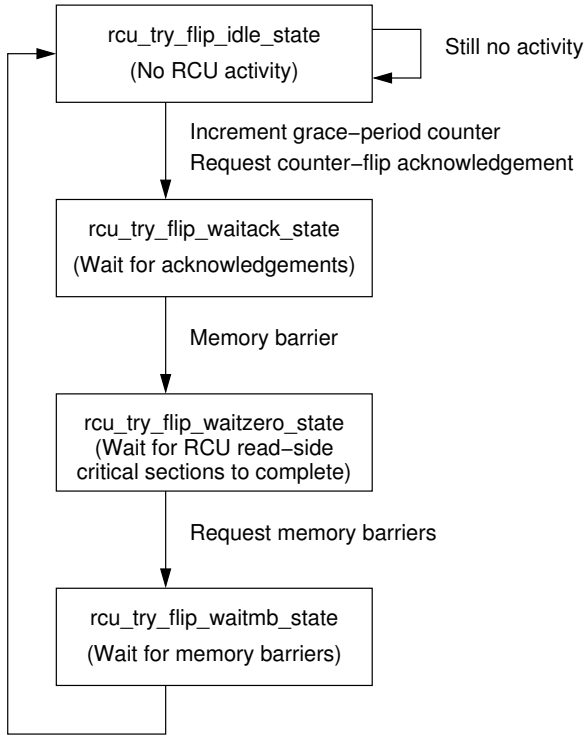 rcu_try_flip_idle_state
(No RCU activity)
Still no activity
Increment grace−period counter
Request counter−flip acknowledgement
rcu_try_flip_waitack_state
(Wait for acknowledgements)
Memory barrier
rcu_try_flip_waitzero_state
(Wait for RCU read−side
critical sections to complete)
Request memory barriers
rcu_try_flip_waitmb_state
(Wait for memory barriers)